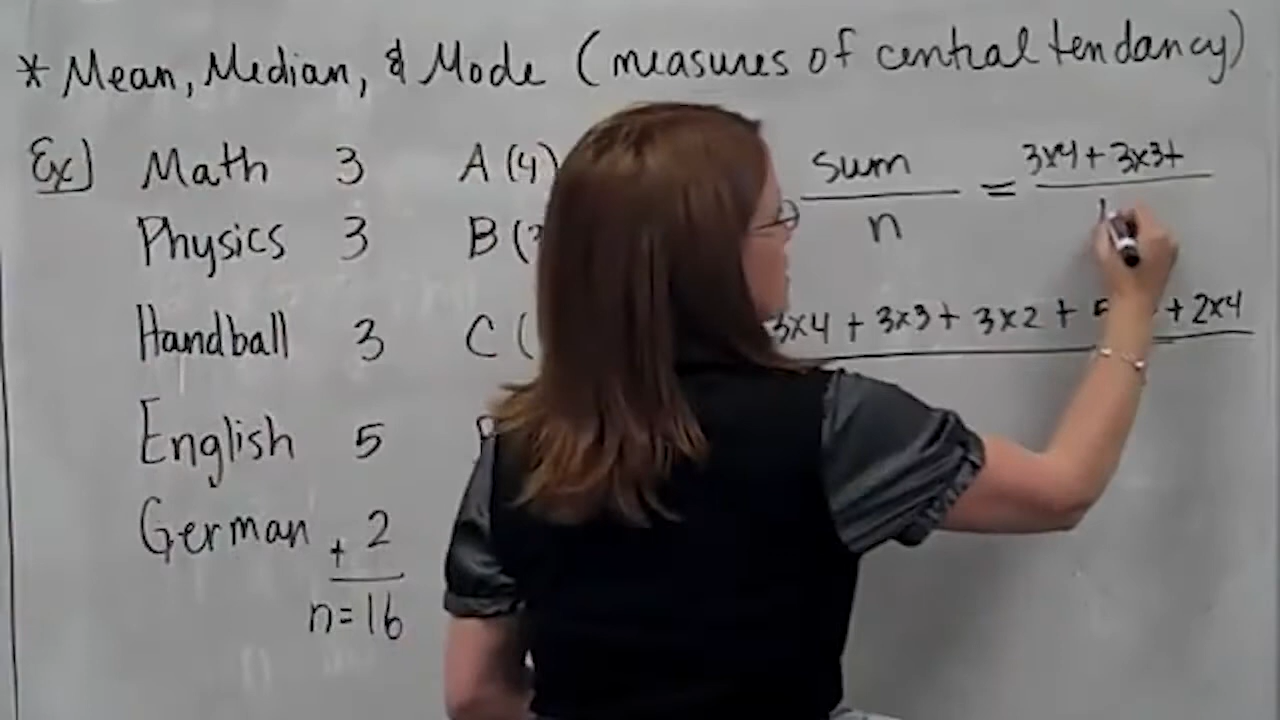 * Mean, Median, & Mode (measures of central tendancy)
Ex) Math 3 A (4) sum / n = 3x4 + 3x3+
Physics 3 B (
Handball 3 C ( 3x4 + 3x3 + 3x2 + 5 + 2x4
English 5
German + 2
n=16